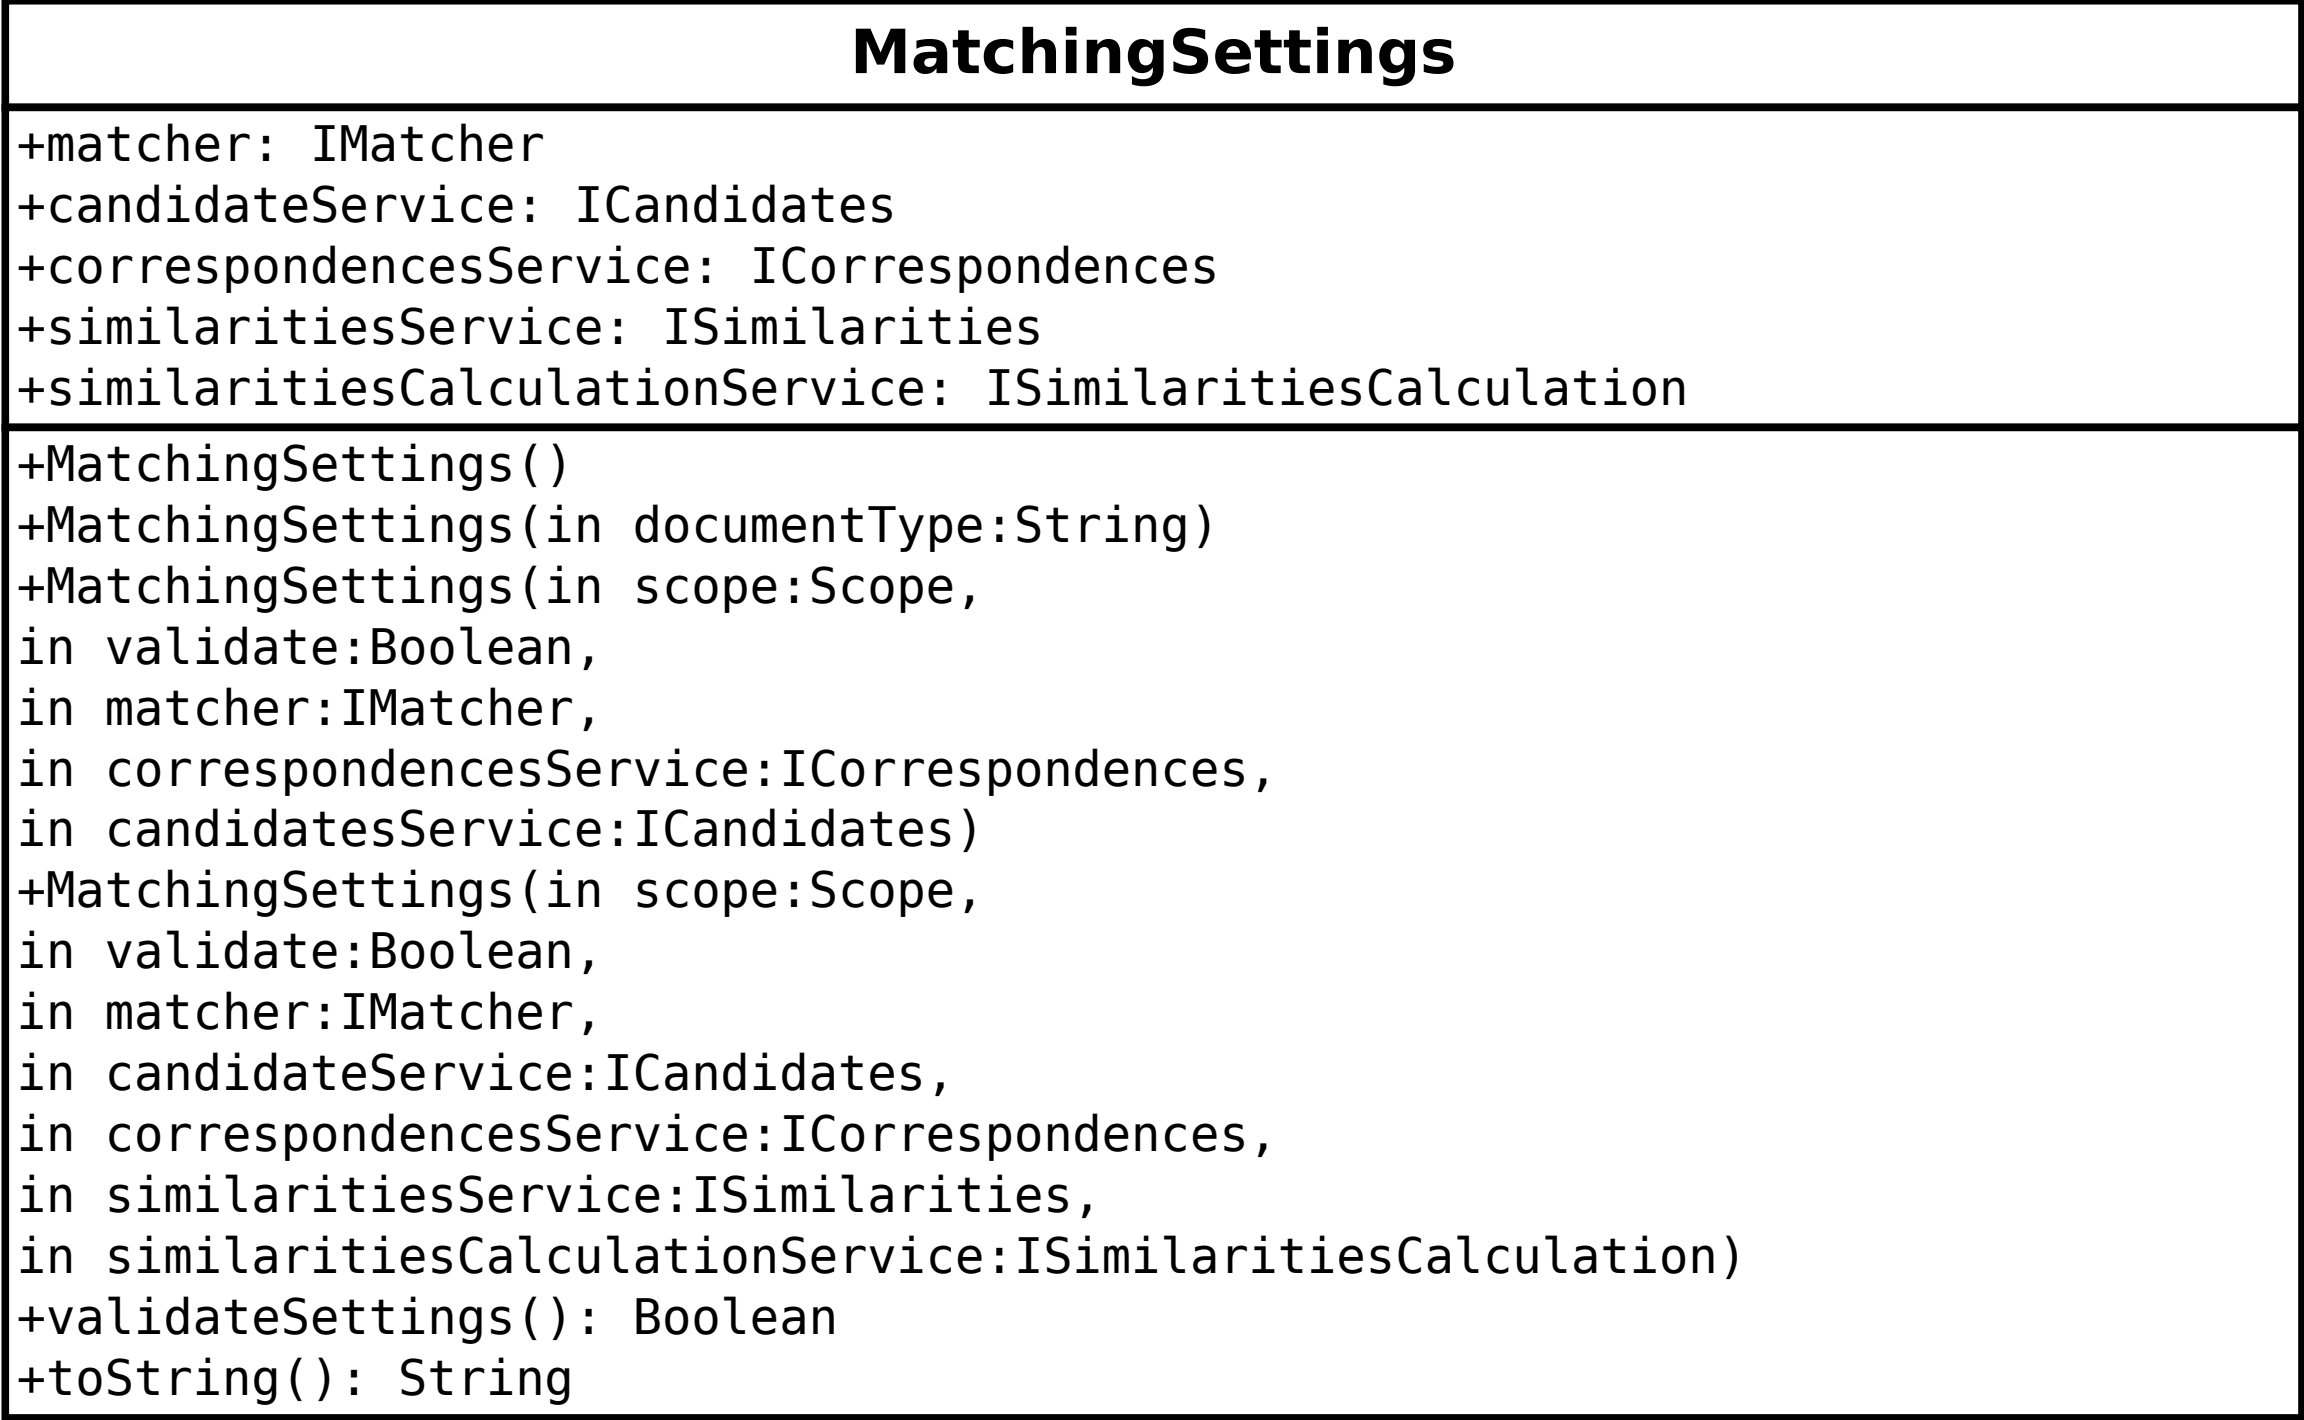 MatchingSettings
+matcher: IMatcher
+candidateService: ICandidates
+correspondencesService: ICorrespondences
+similaritiesService: ISimilarities
+similaritiesCalculationService: ISimilaritiesCalculation
+MatchingSettings()
+MatchingSettings(in documentType:String)
+MatchingSettings(in scope:Scope,
in validate:Boolean,
in matcher:IMatcher,
in correspondencesService:ICorrespondences,
in candidatesService:ICandidates)
+MatchingSettings(in scope:Scope,
in validate:Boolean,
in matcher:IMatcher,
in candidateService:ICandidates,
in correspondencesService:ICorrespondences,
in similaritiesService:ISimilarities,
in similaritiesCalculationService:ISimilaritiesCalculation)
+validateSettings(): Boolean
+toString(): String